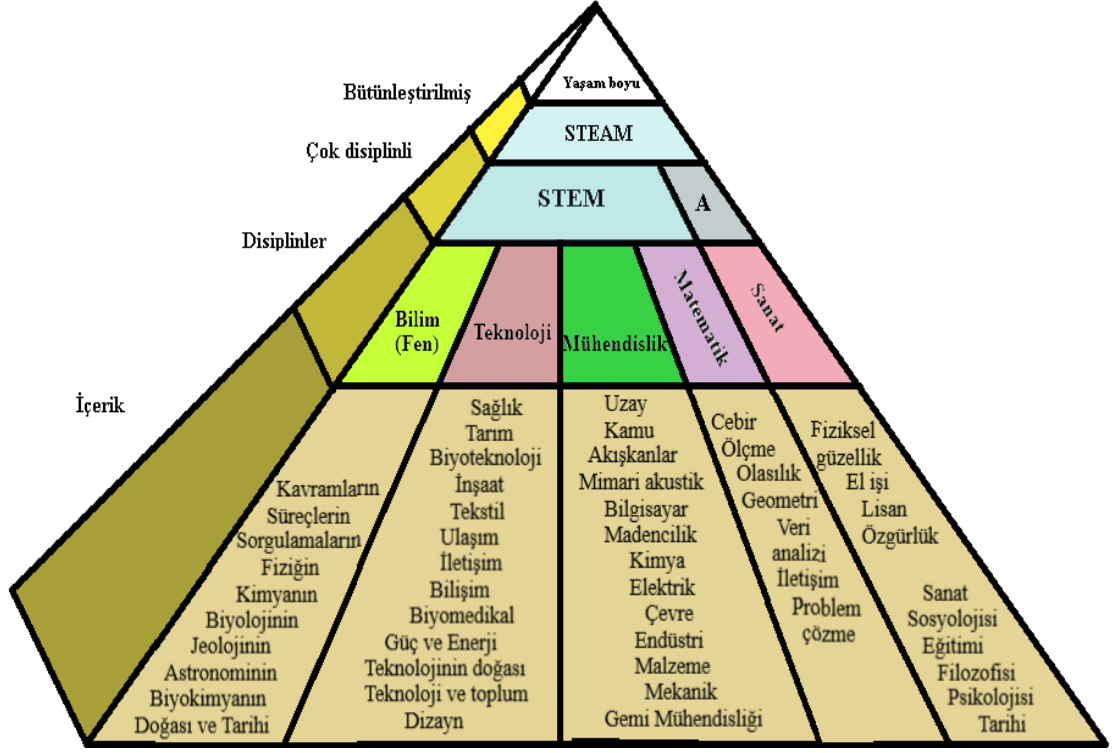 Yaşam boyu
Bütünleştirilmiş
STEAM
Çok disiplinli
STEM
A
Disiplinler
Bilim
(Fen)
Teknoloji
Mühendislik
Matematik
Sanat
İçerik
Kavramların
Süreçlerin
Sorgulamaların
Fiziğin
Kimyanın
Biyolojinin
Jeolojinin
Astronominin
Biyokimyanın
Doğası ve Tarihi
Sağlık
Tarım
Biyoteknoloji
İnşaat
Tekstil
Ulaşım
İletişim
Bilişim
Biyomedikal
Güç ve Enerji
Teknolojinin doğası
Teknoloji ve toplum
Dizayn
Uzay
Kamu
Akışkanlar
Mimari akustik
Bilgisayar
Madencilik
Kimya
Elektrik
Çevre
Endüstri
Malzeme
Mekanik
Gemi Mühendisliği
Cebir
Ölçme
Olasılık
Geometri
Veri
analizi
İletişim
Problem
çözme
Fiziksel
güzellik
El işi
Lisan
Özgürlük
Sanat
Sosyolojisi
Eğitimi
Filozofisi
Psikolojisi
Tarihi